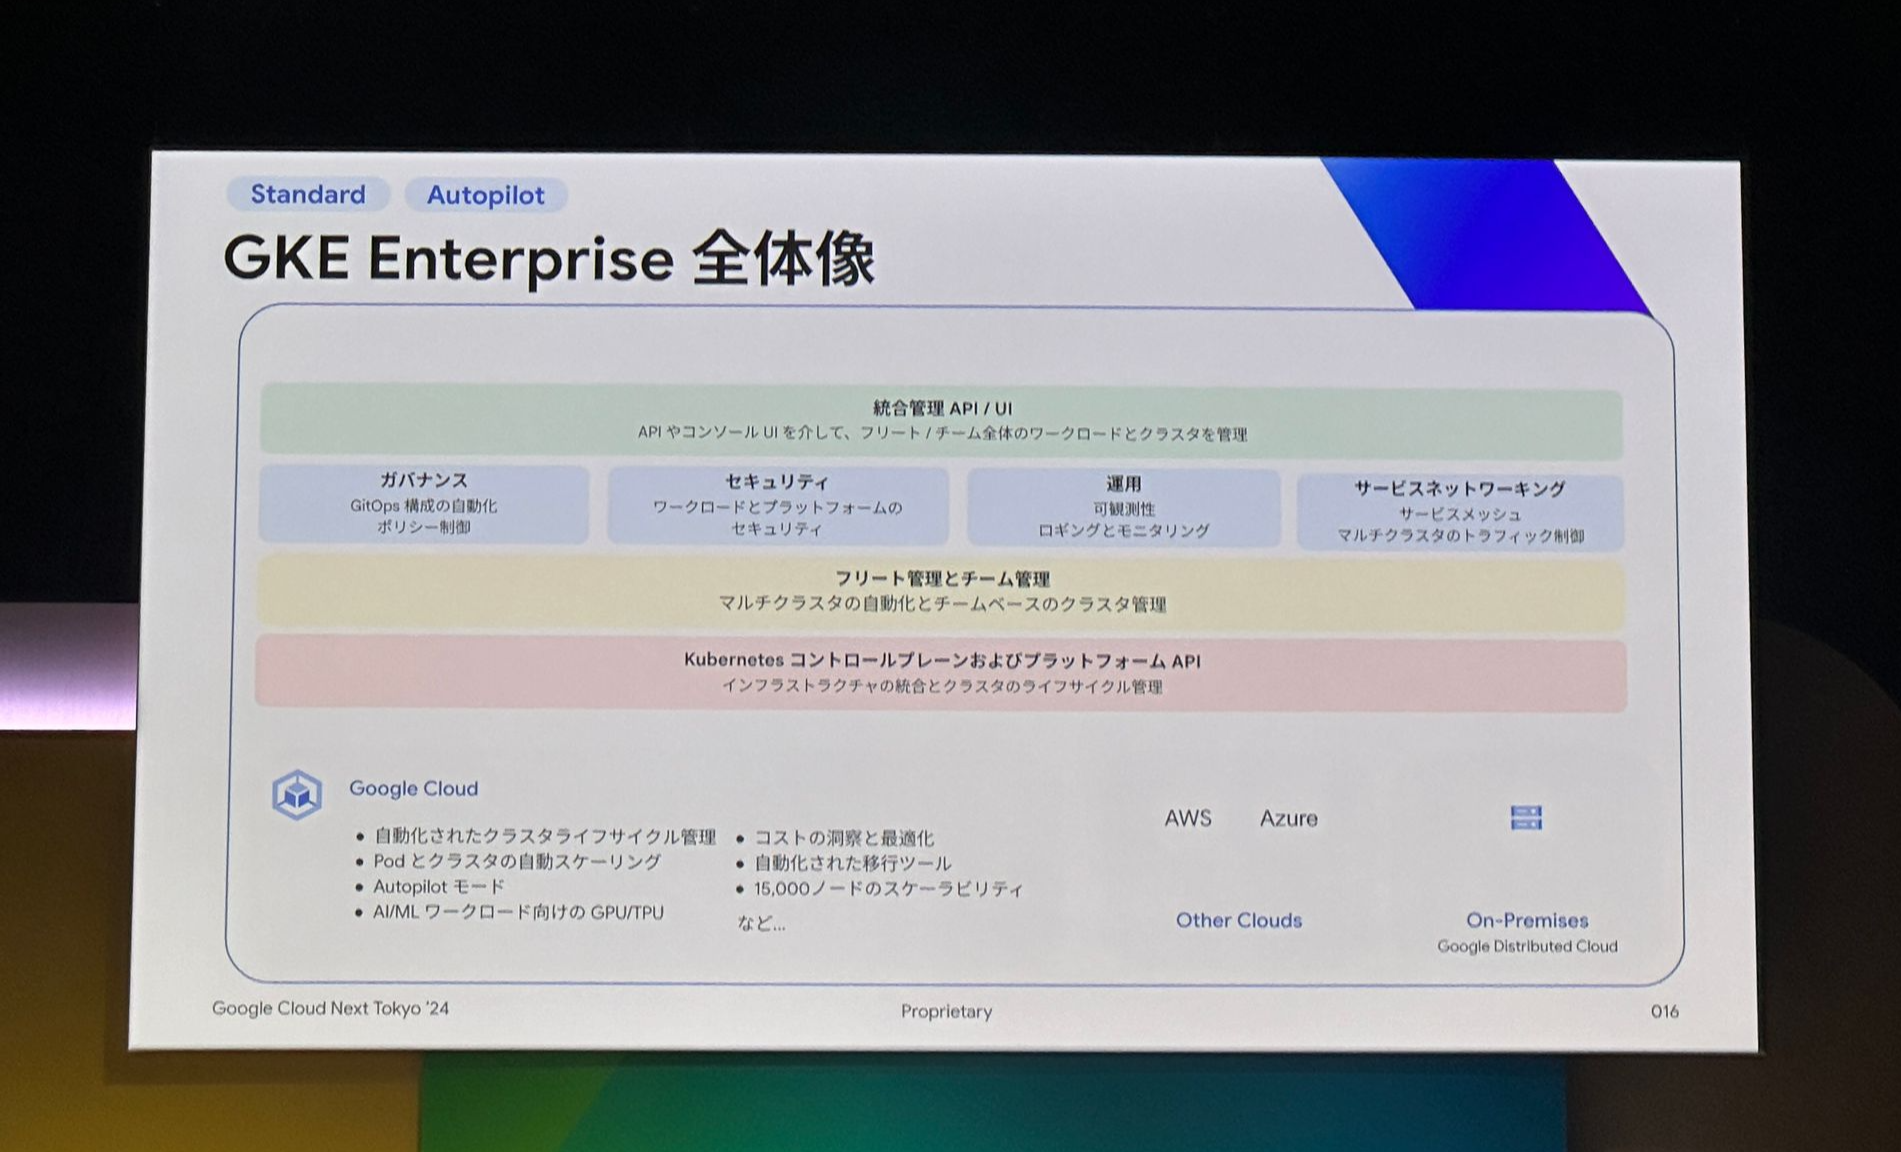 Standard
Autopilot
GKE Enterprise 全体像
統合管理 API / UI
API やコンソール UI を介して、フリート / チーム全体のワークロードとクラスタを管理
ガバナンス
GitOps 構成の自動化
ポリシー制御
セキュリティ
ワークロードとプラットフォームの
セキュリティ
運用
可観測性
ロギングとモニタリング
サービスネットワーキング
サービスメッシュ
マルチクラスタのトラフィック制御
フリート管理とチーム管理
マルチクラスタの自動化とチームベースのクラスタ管理
Kubernetes コントロールプレーンおよびプラットフォーム API
インフラストラクチャの統合とクラスタのライフサイクル管理
Google Cloud
● 自動化されたクラスタライフサイクル管理
● Pod とクラスタの自動スケーリング
● Autopilot モード
● AI/ML ワークロード向けの GPU/TPU
● コストの洞察と最適化
● 自動化された移行ツール
● 15,000ノードのスケーラビリティ
など...
AWS
Azure
Other Clouds
On-Premises
Google Distributed Cloud
Google Cloud Next Tokyo '24
Proprietary
016